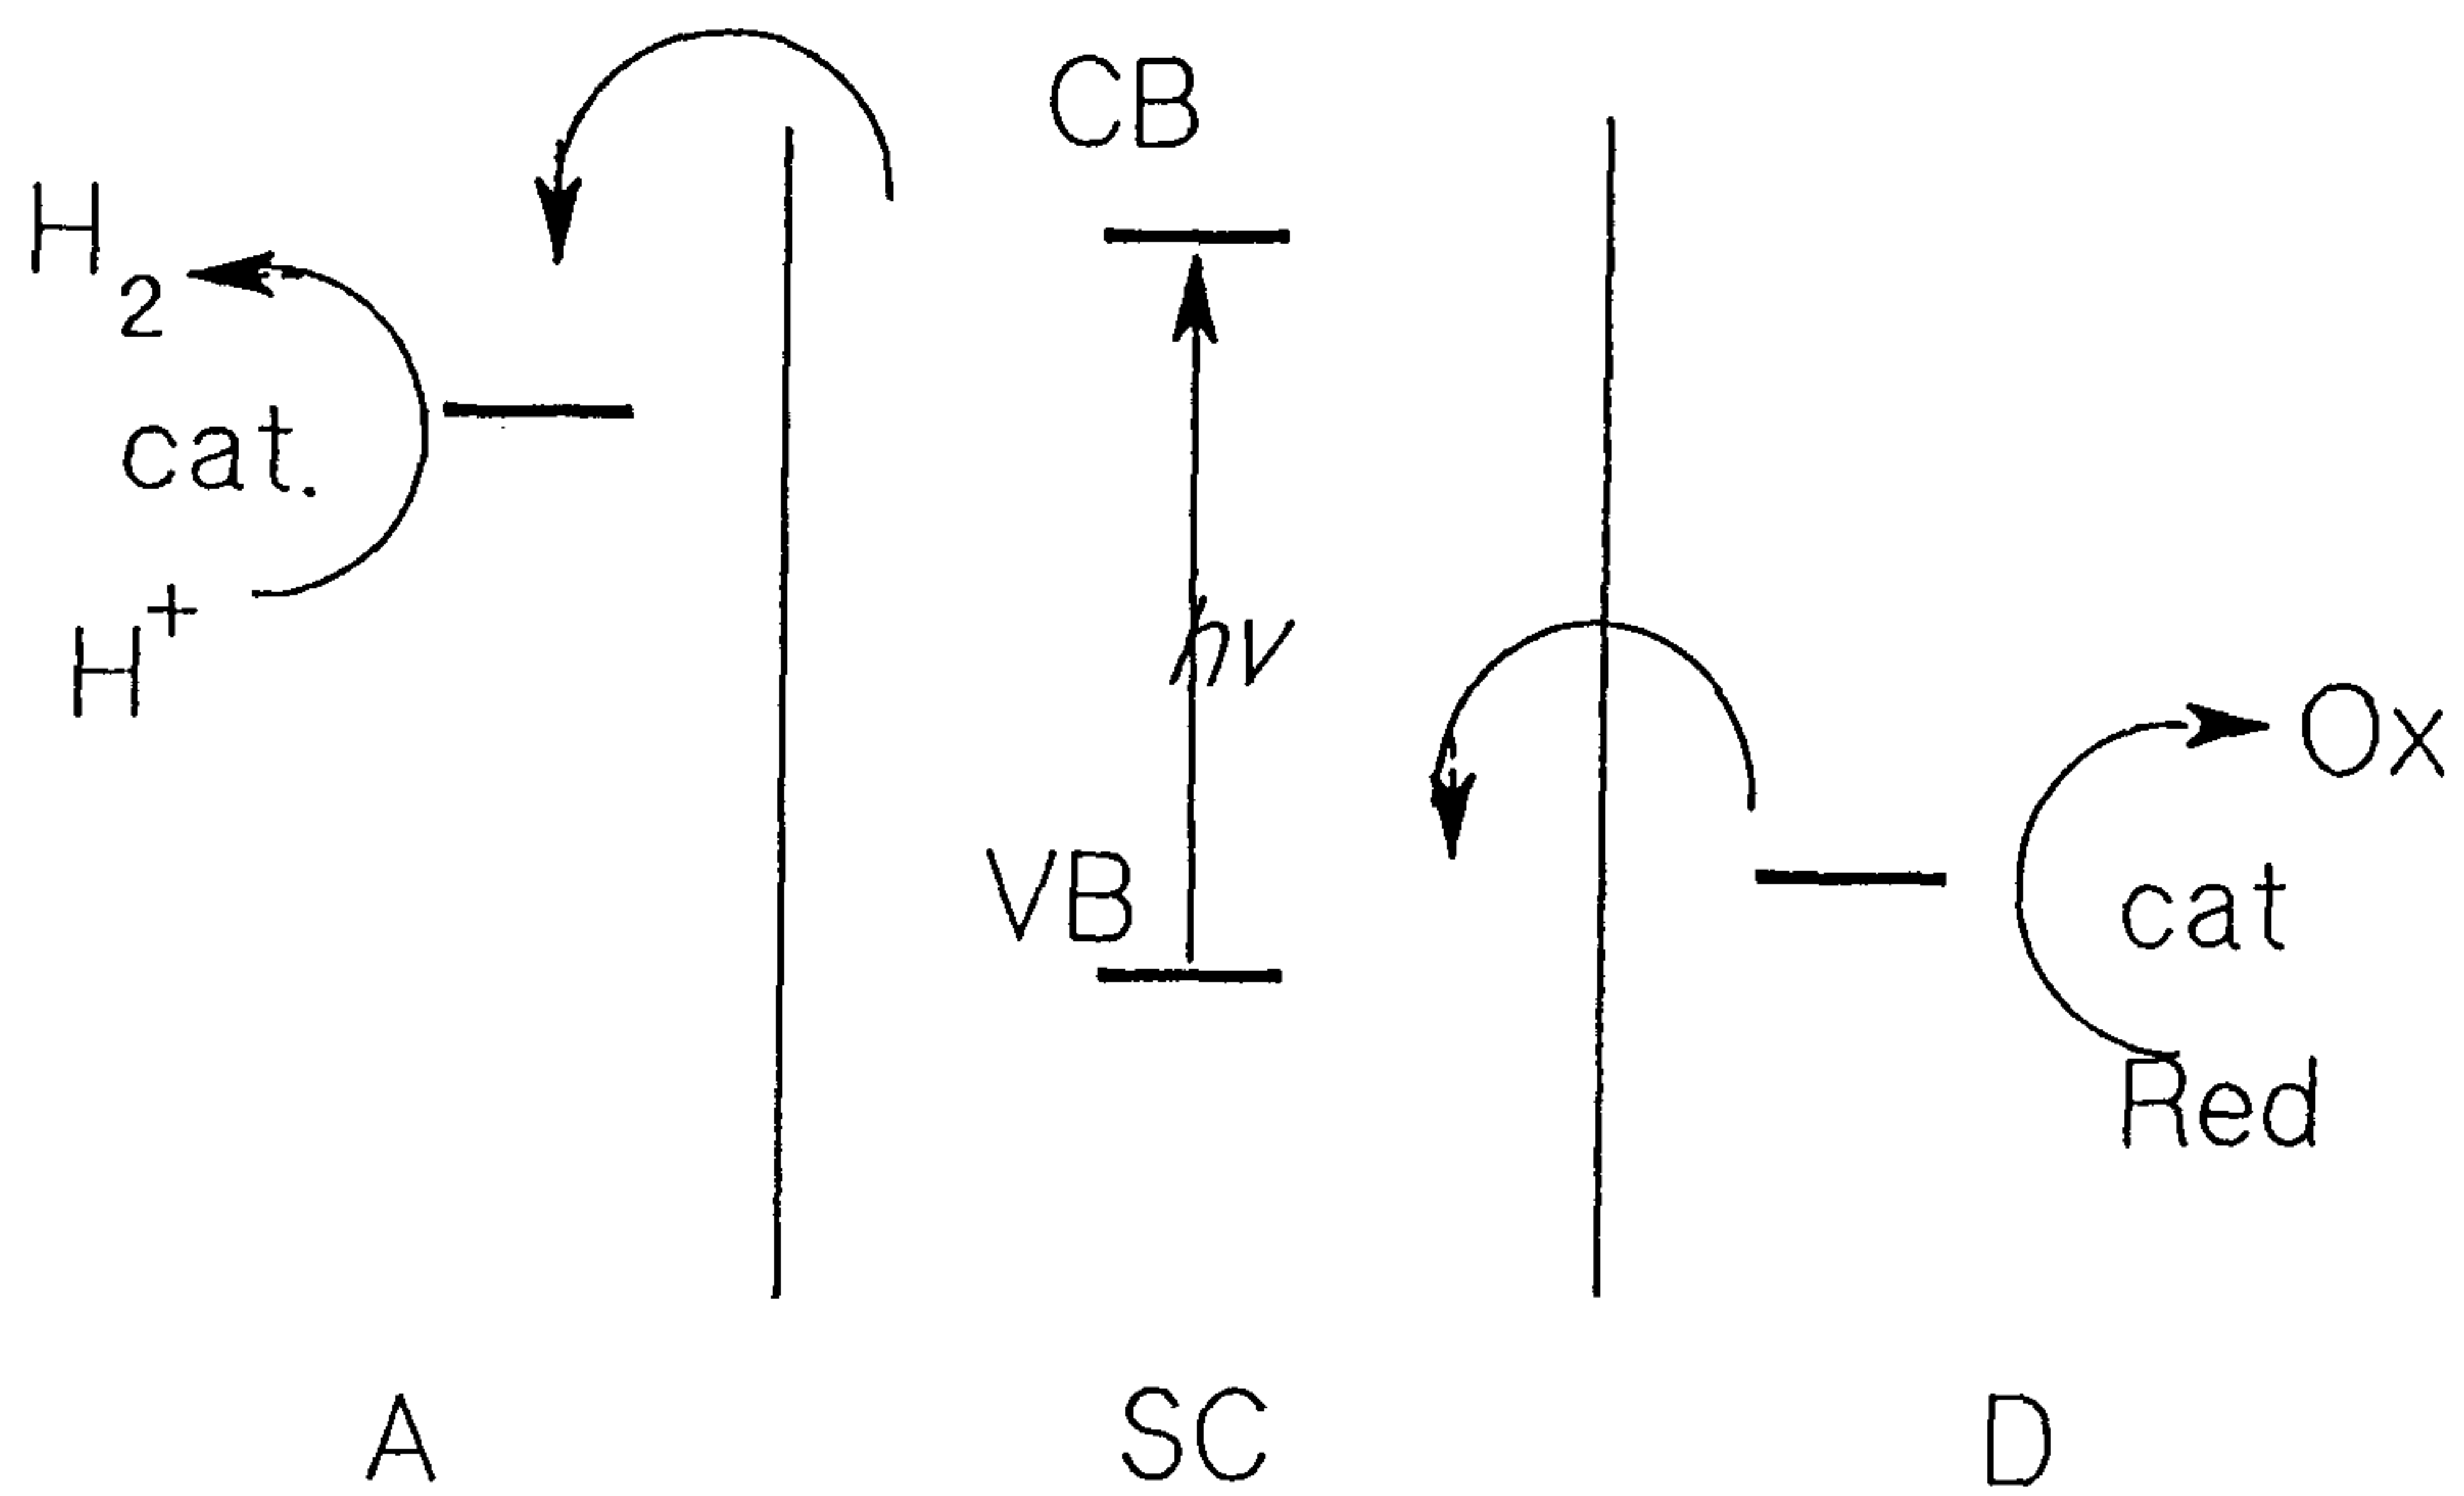 CB
H₂
cat.
H⁺
hν
Ox
VB
cat
Red
A SC D